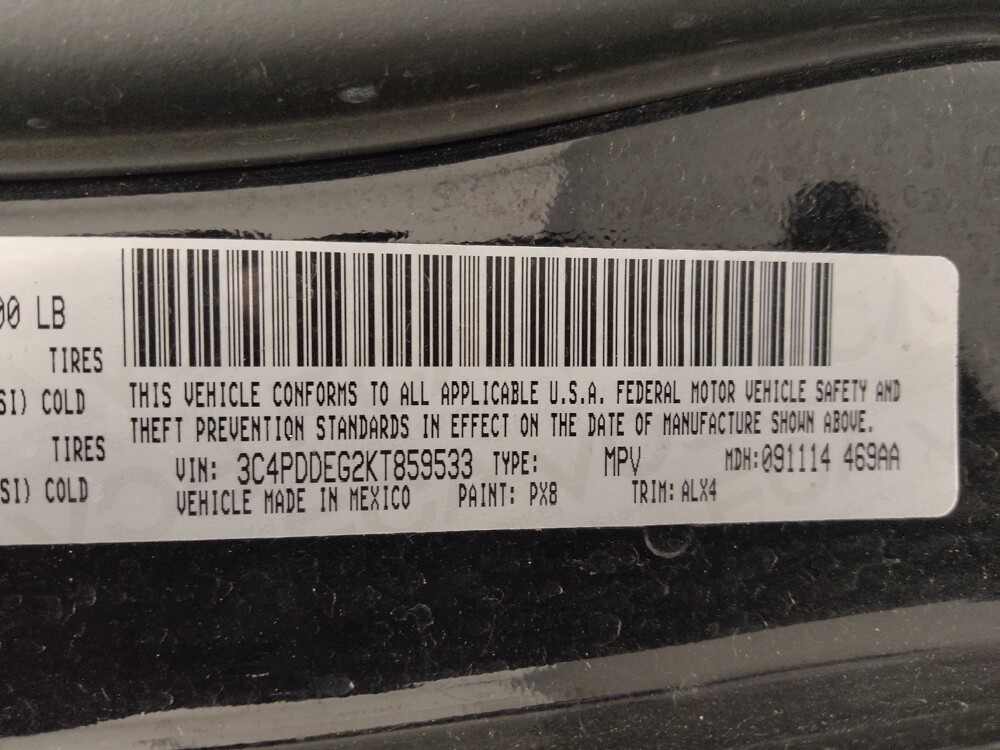 00 LB
TIRES
SI) COLD
TIRES
SI) COLD
THIS VEHICLE CONFORMS TO ALL APPLICABLE U.S.A. FEDERAL MOTOR VEHICLE SAFETY AND
THEFT PREVENTION STANDARDS IN EFFECT ON THE DATE OF MANUFACTURE SHOWN ABOVE.
VIN: 3C4PDDEG2KT859533 TYPE: MPV MDH:091114 469AA
VEHICLE MADE IN MEXICO PAINT: PX8 TRIM: ALX4